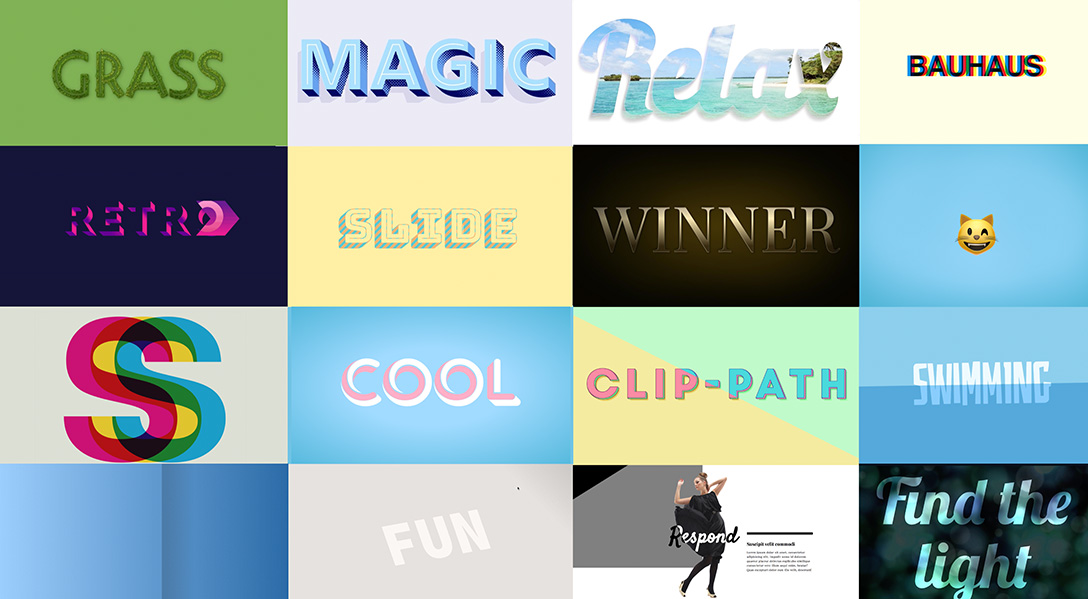 GRASS
MAGIC
Relax
BAUHAUS
RETRO
SLIDE
WINNER
S
COOL
CLIP-PATH
SWIMMING
FUN
Respond
Suscipit velit commodi
Find the
light